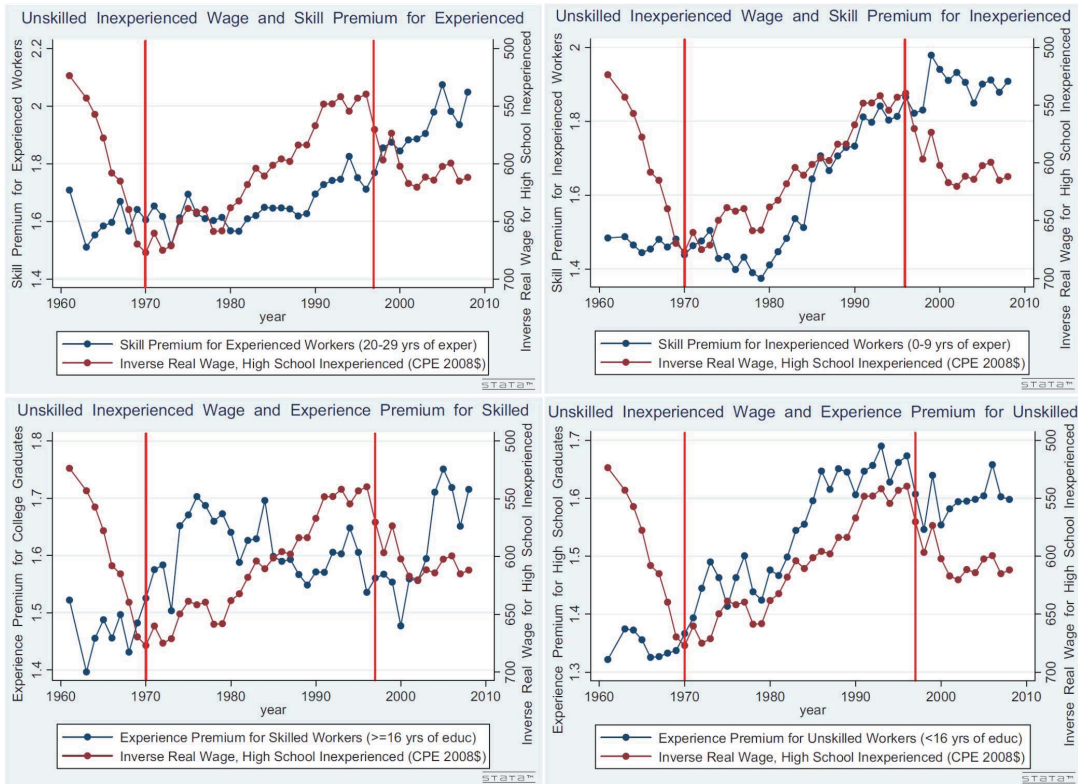 Unskilled Inexperienced Wage and Skill Premium for Experienced
Skill Premium for Experienced Workers
1.4 1.6 1.8 2 2.2
500 550 600 650 700
Inverse Real Wage for High School Inexperienced
1960 1970 1980 1990 2000 2010
year
Skill Premium for Experienced Workers (20-29 yrs of exper)
Inverse Real Wage, High School Inexperienced (CPE 2008$)
STATA™
Unskilled Inexperienced Wage and Skill Premium for Inexperienced
Skill Premium for Inexperienced Workers
1.4 1.6 1.8 2
500 550 600 650 700
Inverse Real Wage for High School Inexperienced
1960 1970 1980 1990 2000 2010
year
Skill Premium for Inexperienced Workers (0-9 yrs of exper)
Inverse Real Wage, High School Inexperienced (CPE 2008$)
STATA™
Unskilled Inexperienced Wage and Experience Premium for Skilled
Experience Premium for College Graduates
1.4 1.5 1.6 1.7 1.8
500 550 600 650 700
Inverse Real Wage for High School Inexperienced
1960 1970 1980 1990 2000 2010
year
Experience Premium for Skilled Workers (>=16 yrs of educ)
Inverse Real Wage, High School Inexperienced (CPE 2008$)
STATA™
Unskilled Inexperienced Wage and Experience Premium for Unskilled
Experience Premium for High School Graduates
1.3 1.4 1.5 1.6 1.7
500 550 600 650 700
Inverse Real Wage for High School Inexperienced
1960 1970 1980 1990 2000 2010
year
Experience Premium for Unskilled Workers (<16 yrs of educ)
Inverse Real Wage, High School Inexperienced (CPE 2008$)
STATA™